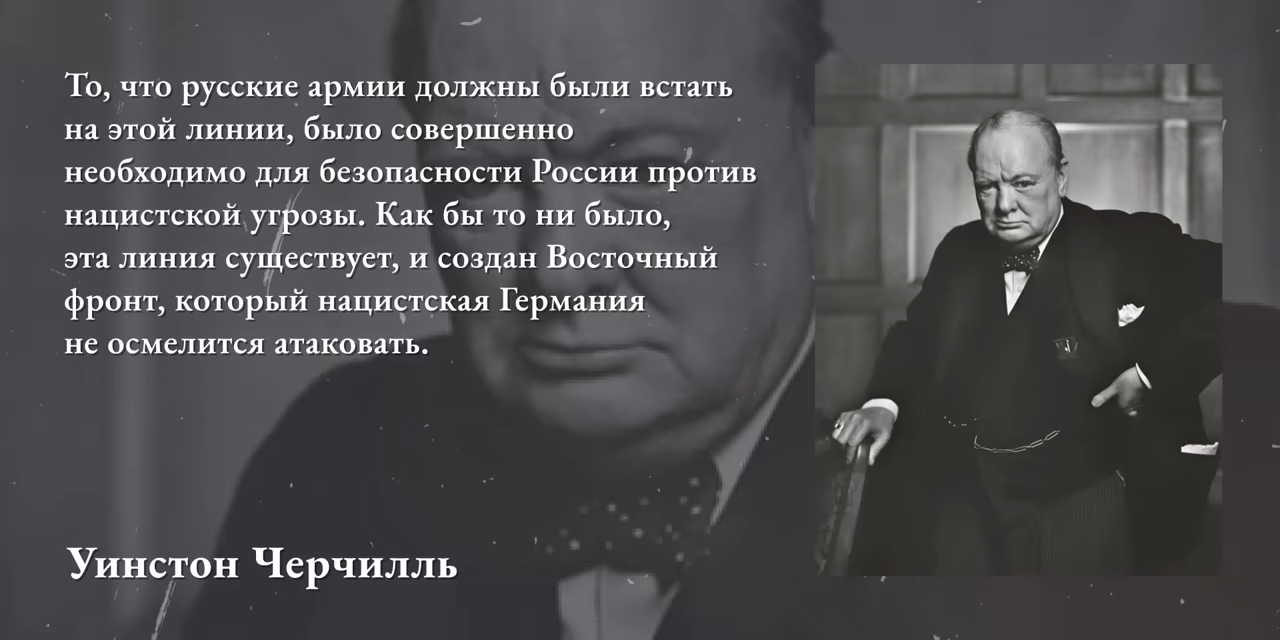 То, что русские армии должны были встать
на этой линии, было совершенно
необходимо для безопасности России против
нацистской угрозы. Как бы то ни было,
эта линия существует, и создан Восточный
фронт, который нацистская Германия
не осмелится атаковать.
Уинстон Черчилль